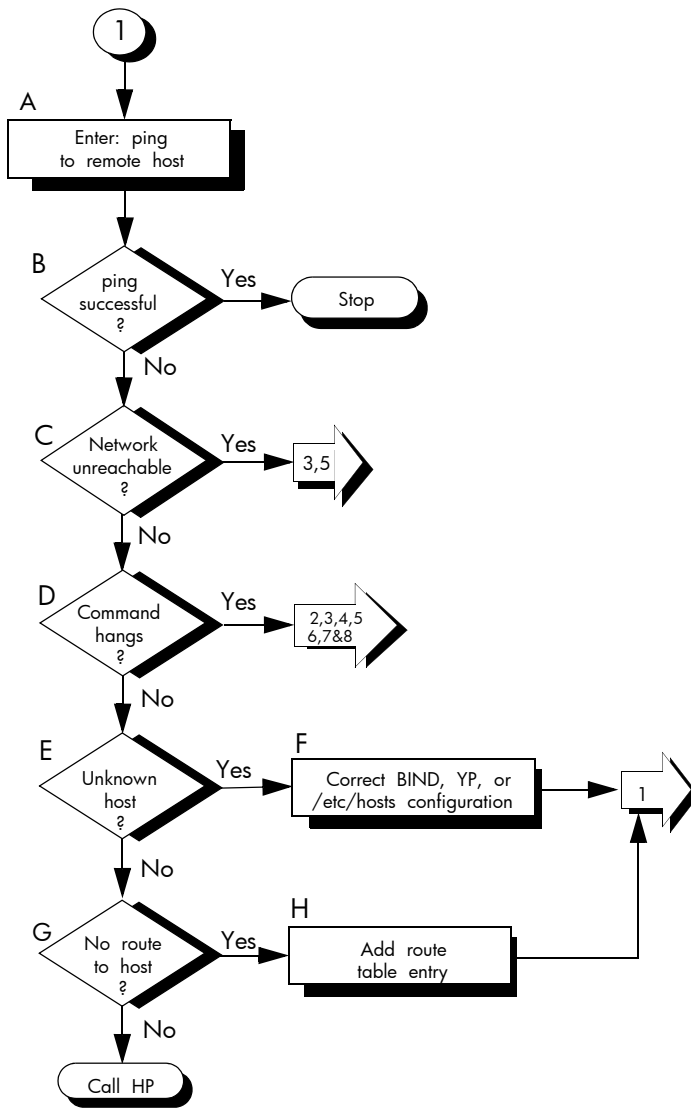 1
A
Enter: ping
to remote host
B
ping
successful
?
Yes
Stop
No
C
Network
unreachable
?
Yes
3,5
No
D
Command
hangs
?
Yes
2,3,4,5
6,7&8
No
E
Unknown
host
?
Yes
F
Correct BIND, YP, or
/etc/hosts configuration
1
No
G
No route
to host
?
Yes
H
Add route
table entry
No
Call HP